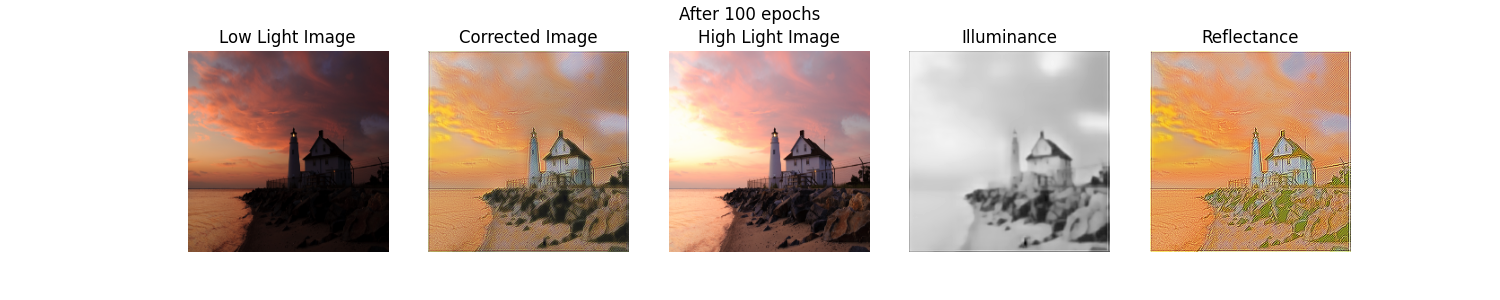 After 100 epochs
Low Light Image
Corrected Image
High Light Image
Illuminance
Reflectance